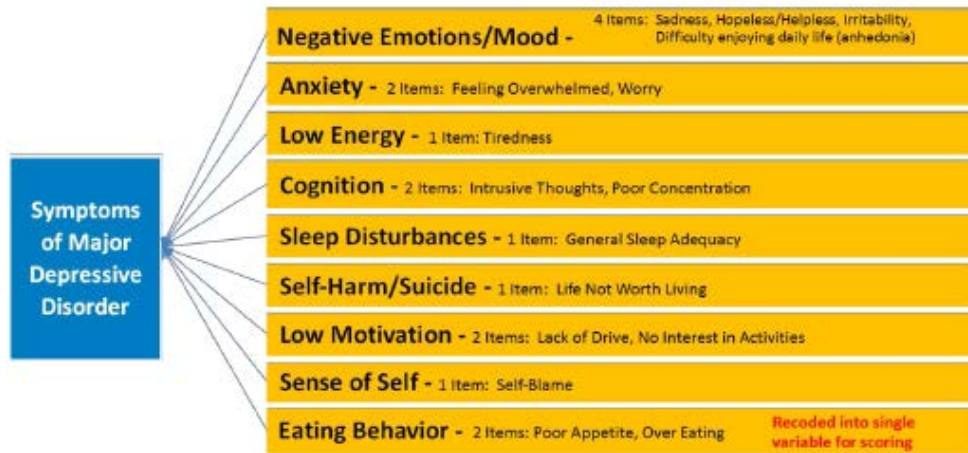 Negative Emotions/Mood - 4 Items: Sadness, Hopeless/Helpless, Irritability,
Difficulty enjoying daily life (anhedonia)
Anxiety - 2 Items: Feeling Overwhelmed, Worry
Low Energy - 1 Item: Tiredness
Cognition - 2 Items: Intrusive Thoughts, Poor Concentration
Symptoms
of Major
Depressive
Disorder
Sleep Disturbances - 1 Item: General Sleep Adequacy
Self-Harm/Suicide - 1 Item: Life Not Worth Living
Low Motivation - 2 Items: Lack of Drive, No Interest in Activities
Sense of Self - 1 Item: Self-Blame
Eating Behavior - 2 Items: Poor Appetite, Over Eating
Recoded into single
variable for scoring